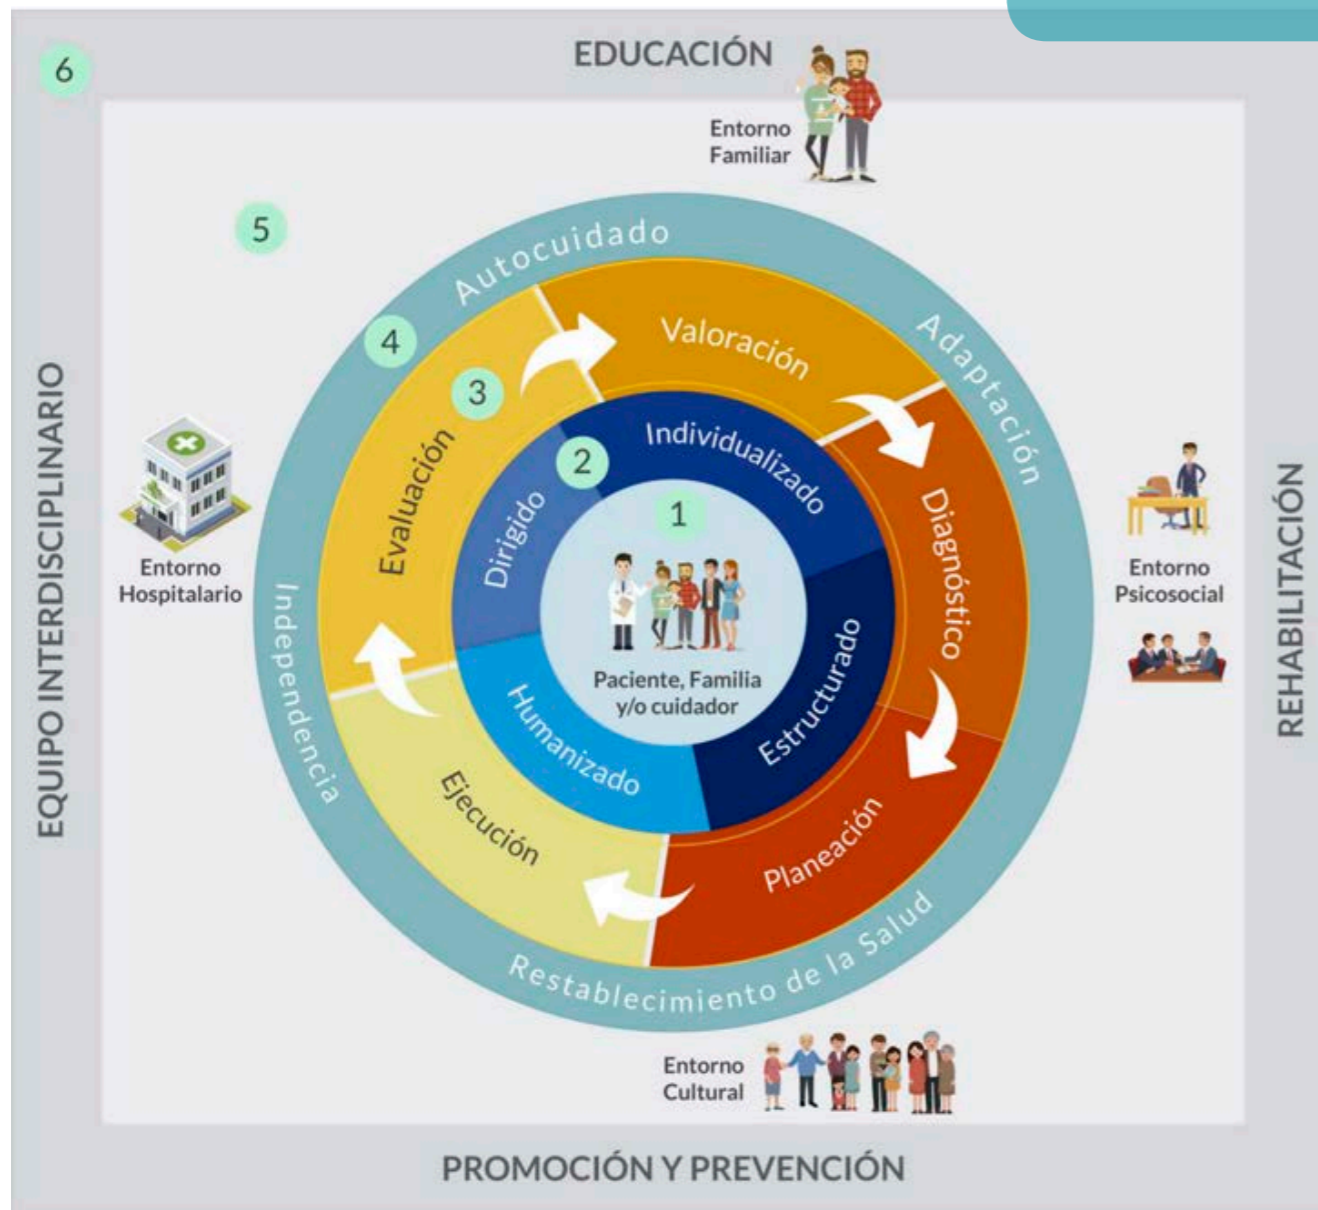 6
EDUCACIÓN
Entorno
Familiar
5
Autocuidado
Adaptación
4
Valoración
3
Evaluación
Individualizado
2
Dirigido
1
Diagnóstico
EQUIPO INTERDISCIPLINARIO
Entorno
Hospitalario
Entorno
Psicosocial
REHABILITACIÓN
Independencia
Paciente, Familia
y/o cuidador
Estructurado
Humanizado
Ejecución
Planeación
Restablecimiento de la Salud
Entorno
Cultural
PROMOCIÓN Y PREVENCIÓN